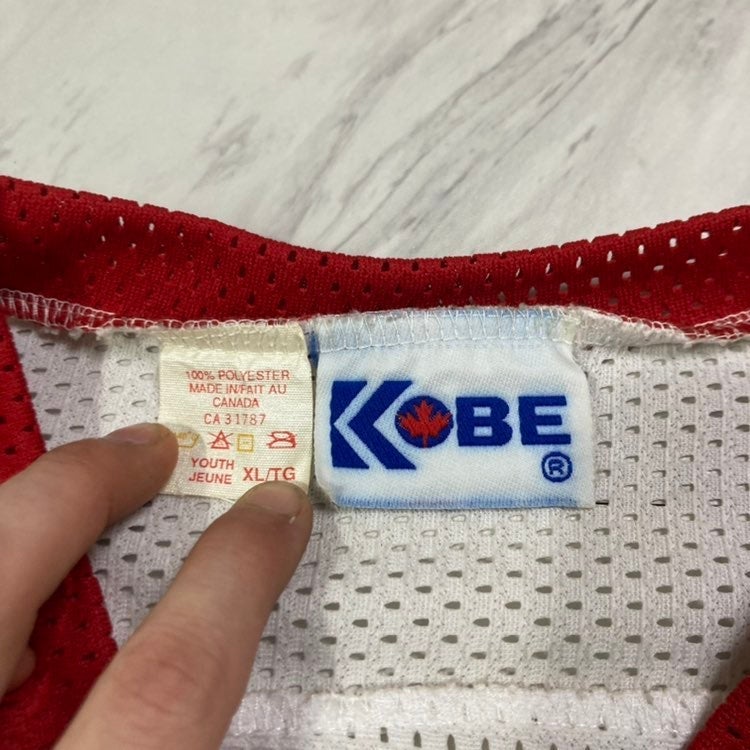 100% POLYESTER
MADE IN/FAIT AU
CANADA
CA 31787
YOUTH
JEUNE XL/TG
KOBE
®